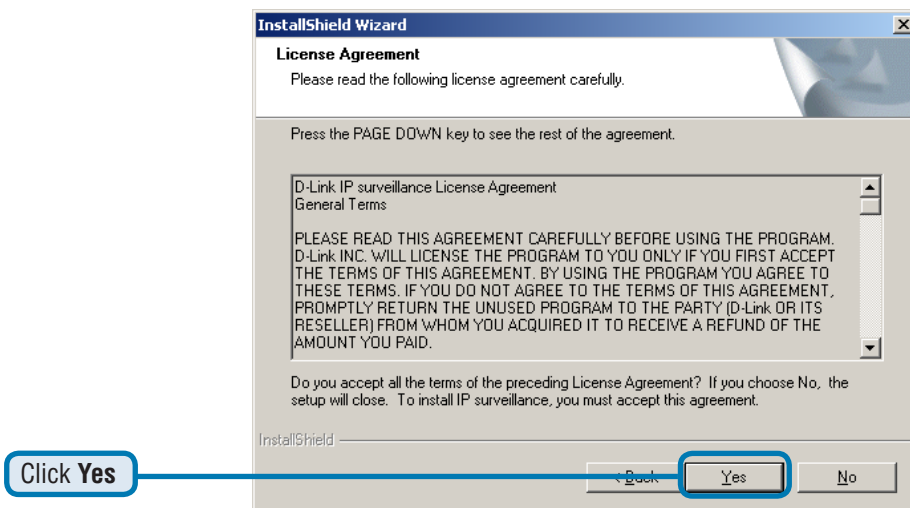 InstallShield Wizard
License Agreement
Please read the following license agreement carefully.
Press the PAGE DOWN key to see the rest of the agreement.
D-Link IP surveillance License Agreement
General Terms
PLEASE READ THIS AGREEMENT CAREFULLY BEFORE USING THE PROGRAM.
D-Link INC. WILL LICENSE THE PROGRAM TO YOU ONLY IF YOU FIRST ACCEPT
THE TERMS OF THIS AGREEMENT. BY USING THE PROGRAM YOU AGREE TO
THESE TERMS. IF YOU DO NOT AGREE TO THE TERMS OF THIS AGREEMENT,
PROMPTLY RETURN THE UNUSED PROGRAM TO THE PARTY (D-Link OR ITS
RESELLER) FROM WHOM YOU ACQUIRED IT TO RECEIVE A REFUND OF THE
AMOUNT YOU PAID.
Do you accept all the terms of the preceding License Agreement? If you choose No, the
setup will close. To install IP surveillance, you must accept this agreement.
InstallShield
Click Yes
< Back
Yes
No